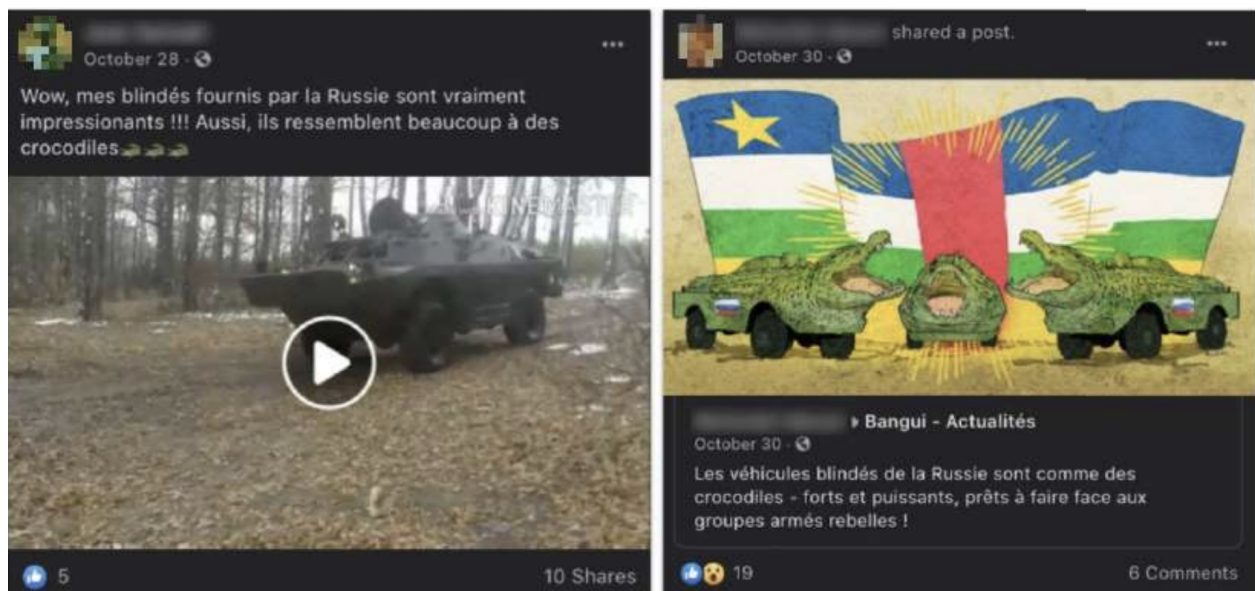 October 28
Wow, mes blindés fournis par la Russie sont vraiment
impressionants !!! Aussi, ils ressemblent beaucoup à des
crocodiles🐊🐊🐊
5
10 Shares
shared a post.
October 30
Bangui - Actualités
October 30
Les véhicules blindés de la Russie sont comme des
crocodiles - forts et puissants, prêts à faire face aux
groupes armés rebelles !
19
6 Comments